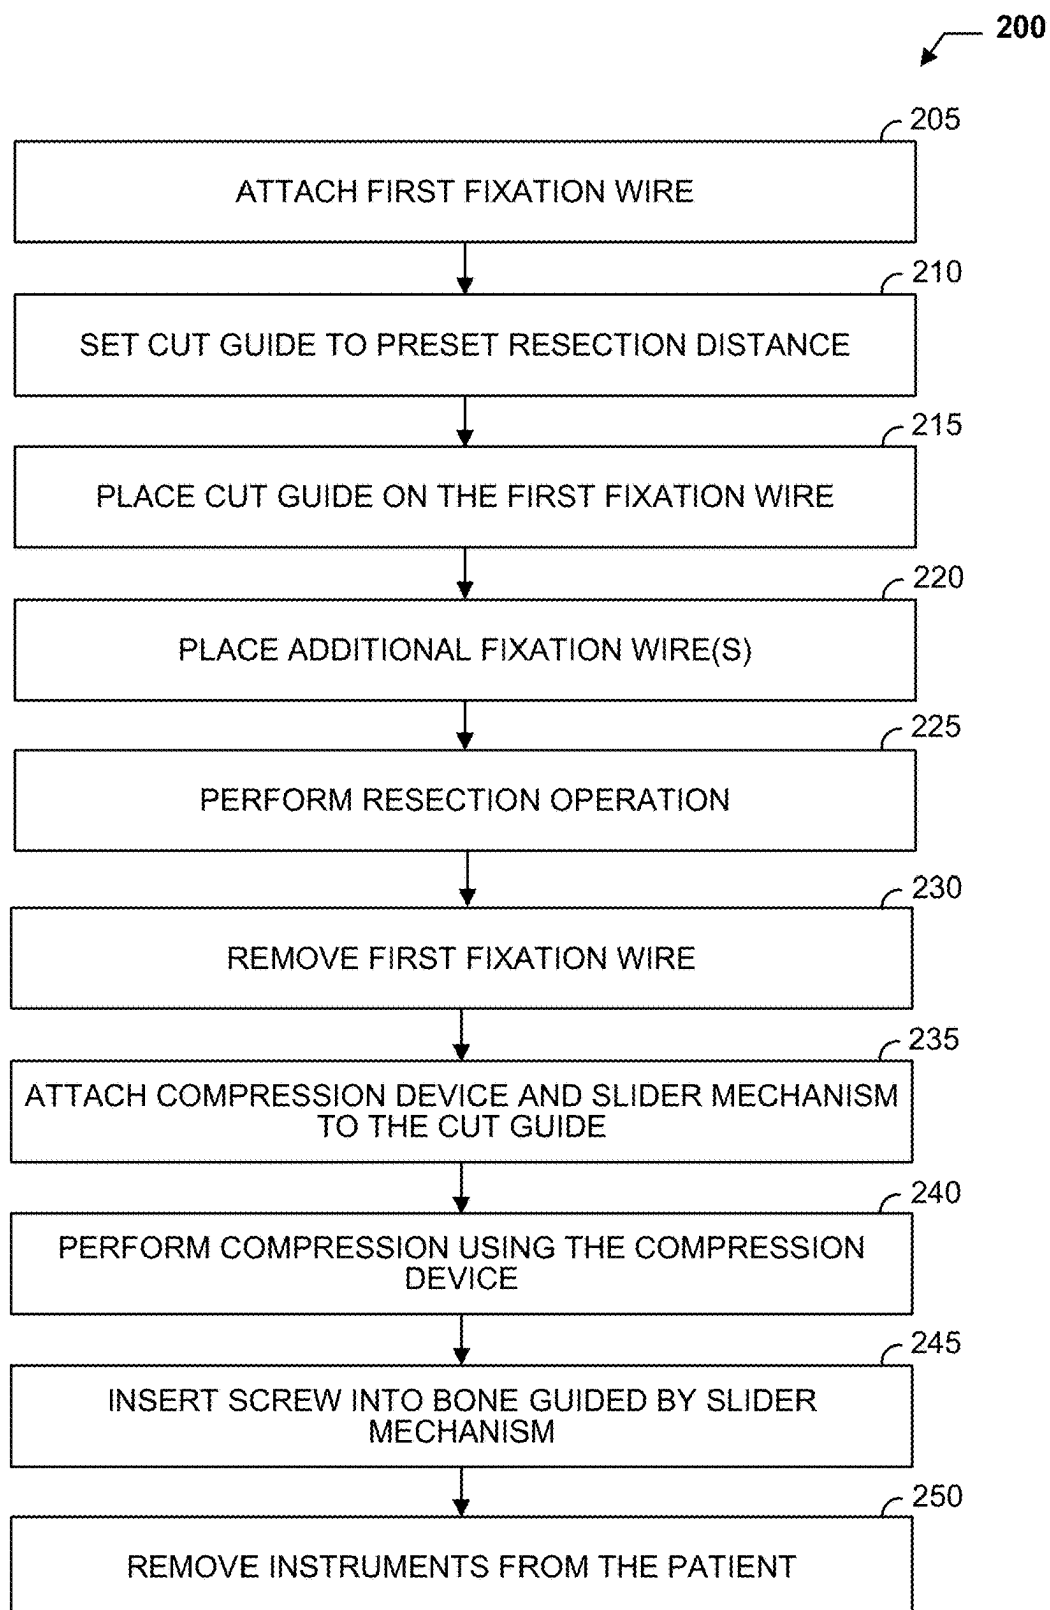 200
205
ATTACH FIRST FIXATION WIRE
210
SET CUT GUIDE TO PRESET RESECTION DISTANCE
215
PLACE CUT GUIDE ON THE FIRST FIXATION WIRE
220
PLACE ADDITIONAL FIXATION WIRE(S)
225
PERFORM RESECTION OPERATION
230
REMOVE FIRST FIXATION WIRE
235
ATTACH COMPRESSION DEVICE AND SLIDER MECHANISM
TO THE CUT GUIDE
240
PERFORM COMPRESSION USING THE COMPRESSION
DEVICE
245
INSERT SCREW INTO BONE GUIDED BY SLIDER
MECHANISM
250
REMOVE INSTRUMENTS FROM THE PATIENT